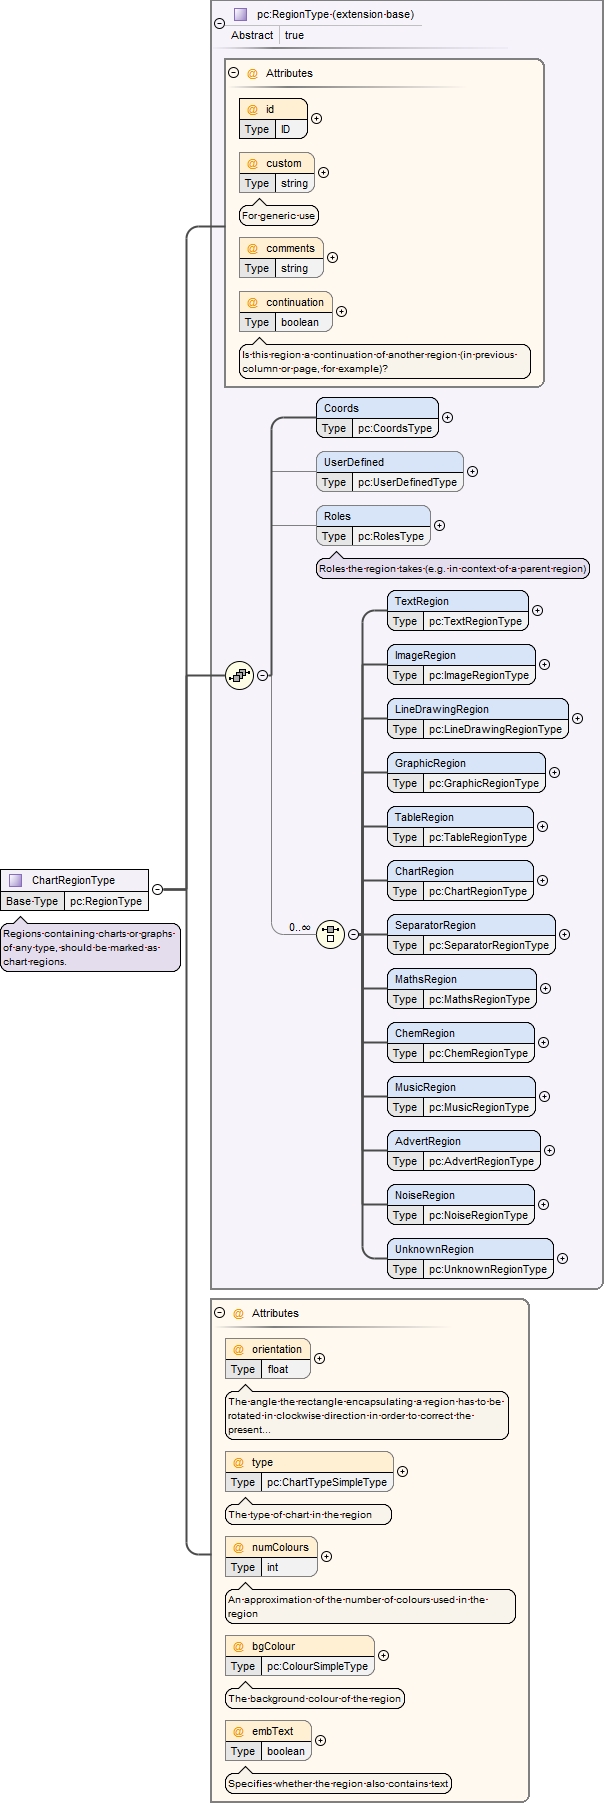 pc:RegionType (extension base)
Abstract true
@ Attributes
@ id
Type ID
@ custom
Type string
For generic use
@ comments
Type string
@ continuation
Type boolean
Is this region a continuation of another region (in previous
column or page, for example)?
Coords
Type pc:CoordsType
UserDefined
Type pc:UserDefinedType
Roles
Type pc:RolesType
Roles the region takes (e.g. in context of a parent region)
TextRegion
Type pc:TextRegionType
ImageRegion
Type pc:ImageRegionType
LineDrawingRegion
Type pc:LineDrawingRegionType
GraphicRegion
Type pc:GraphicRegionType
TableRegion
Type pc:TableRegionType
ChartRegion
Type pc:ChartRegionType
ChartRegionType
Base Type pc:RegionType
Regions containing charts or graphs
of any type, should be marked as
chart regions.
0..∞
SeparatorRegion
Type pc:SeparatorRegionType
MathsRegion
Type pc:MathsRegionType
ChemRegion
Type pc:ChemRegionType
MusicRegion
Type pc:MusicRegionType
AdvertRegion
Type pc:AdvertRegionType
NoiseRegion
Type pc:NoiseRegionType
UnknownRegion
Type pc:UnknownRegionType
@ Attributes
@ orientation
Type float
The angle the rectangle encapsulating a region has to be
rotated in clockwise direction in order to correct the
present...
@ type
Type pc:ChartTypeSimpleType
The type of chart in the region
@ numColours
Type int
An approximation of the number of colours used in the
region
@ bgColour
Type pc:ColourSimpleType
The background colour of the region
@ embText
Type boolean
Specifies whether the region also contains text